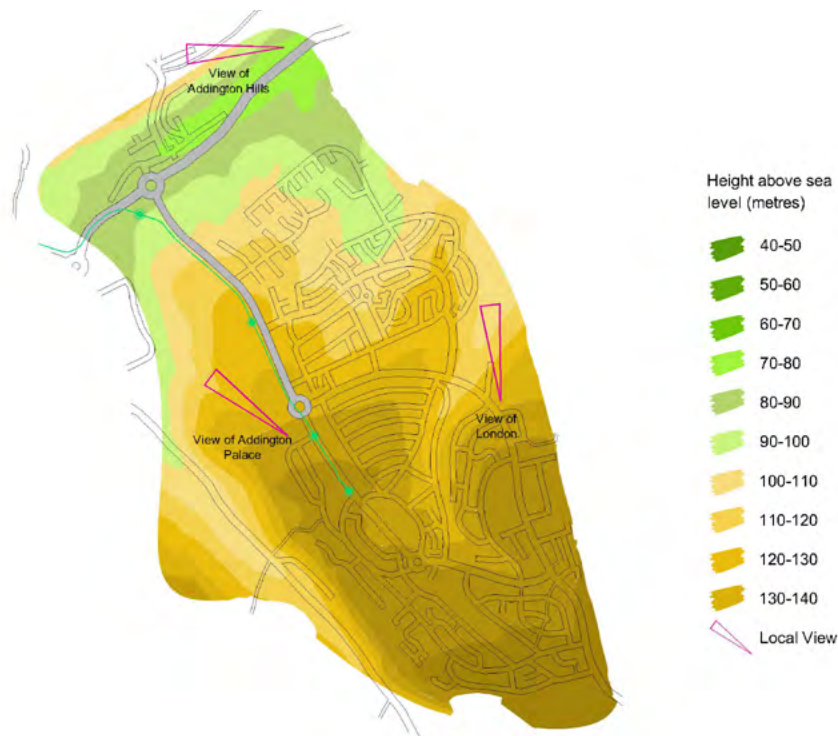 View of
Addington Hills
View of Addington
Palace
View of
London
Height above sea
level (metres)
40-50
50-60
60-70
70-80
80-90
90-100
100-110
110-120
120-130
130-140
Local View